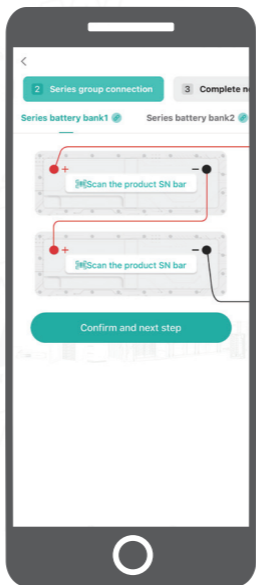 2 Series group connection 3 Complete n
Series battery bank1 Series battery bank2
+ −
Scan the product SN bar
+ −
Scan the product SN bar
Confirm and next step